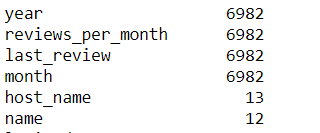 year 6982
reviews_per_month 6982
last_review 6982
month 6982
host_name 13
name 12